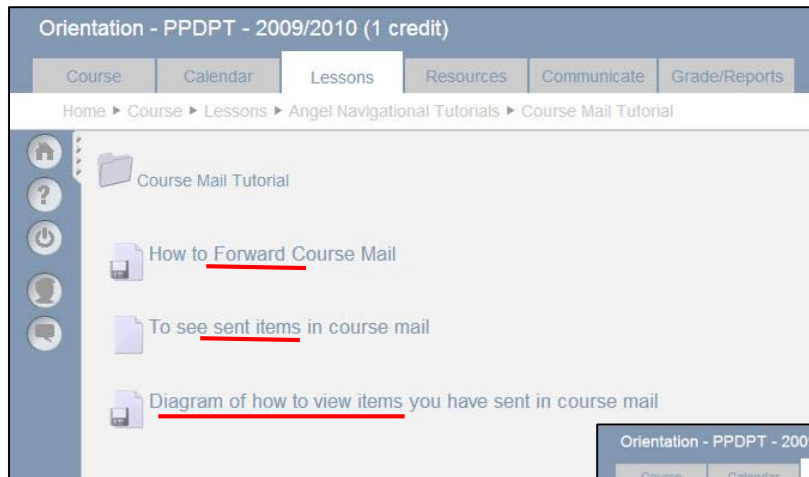 Orientation - PPDPT - 2009/2010 (1 credit)
Course Calendar Lessons Resources Communicate Grade/Reports
Home ▸ Course ▸ Lessons ▸ Angel Navigational Tutorials ▸ Course Mail Tutorial
Course Mail Tutorial
How to Forward Course Mail
To see sent items in course mail
Diagram of how to view items you have sent in course mail
Orientation - PPDPT - 200
Course Calendar